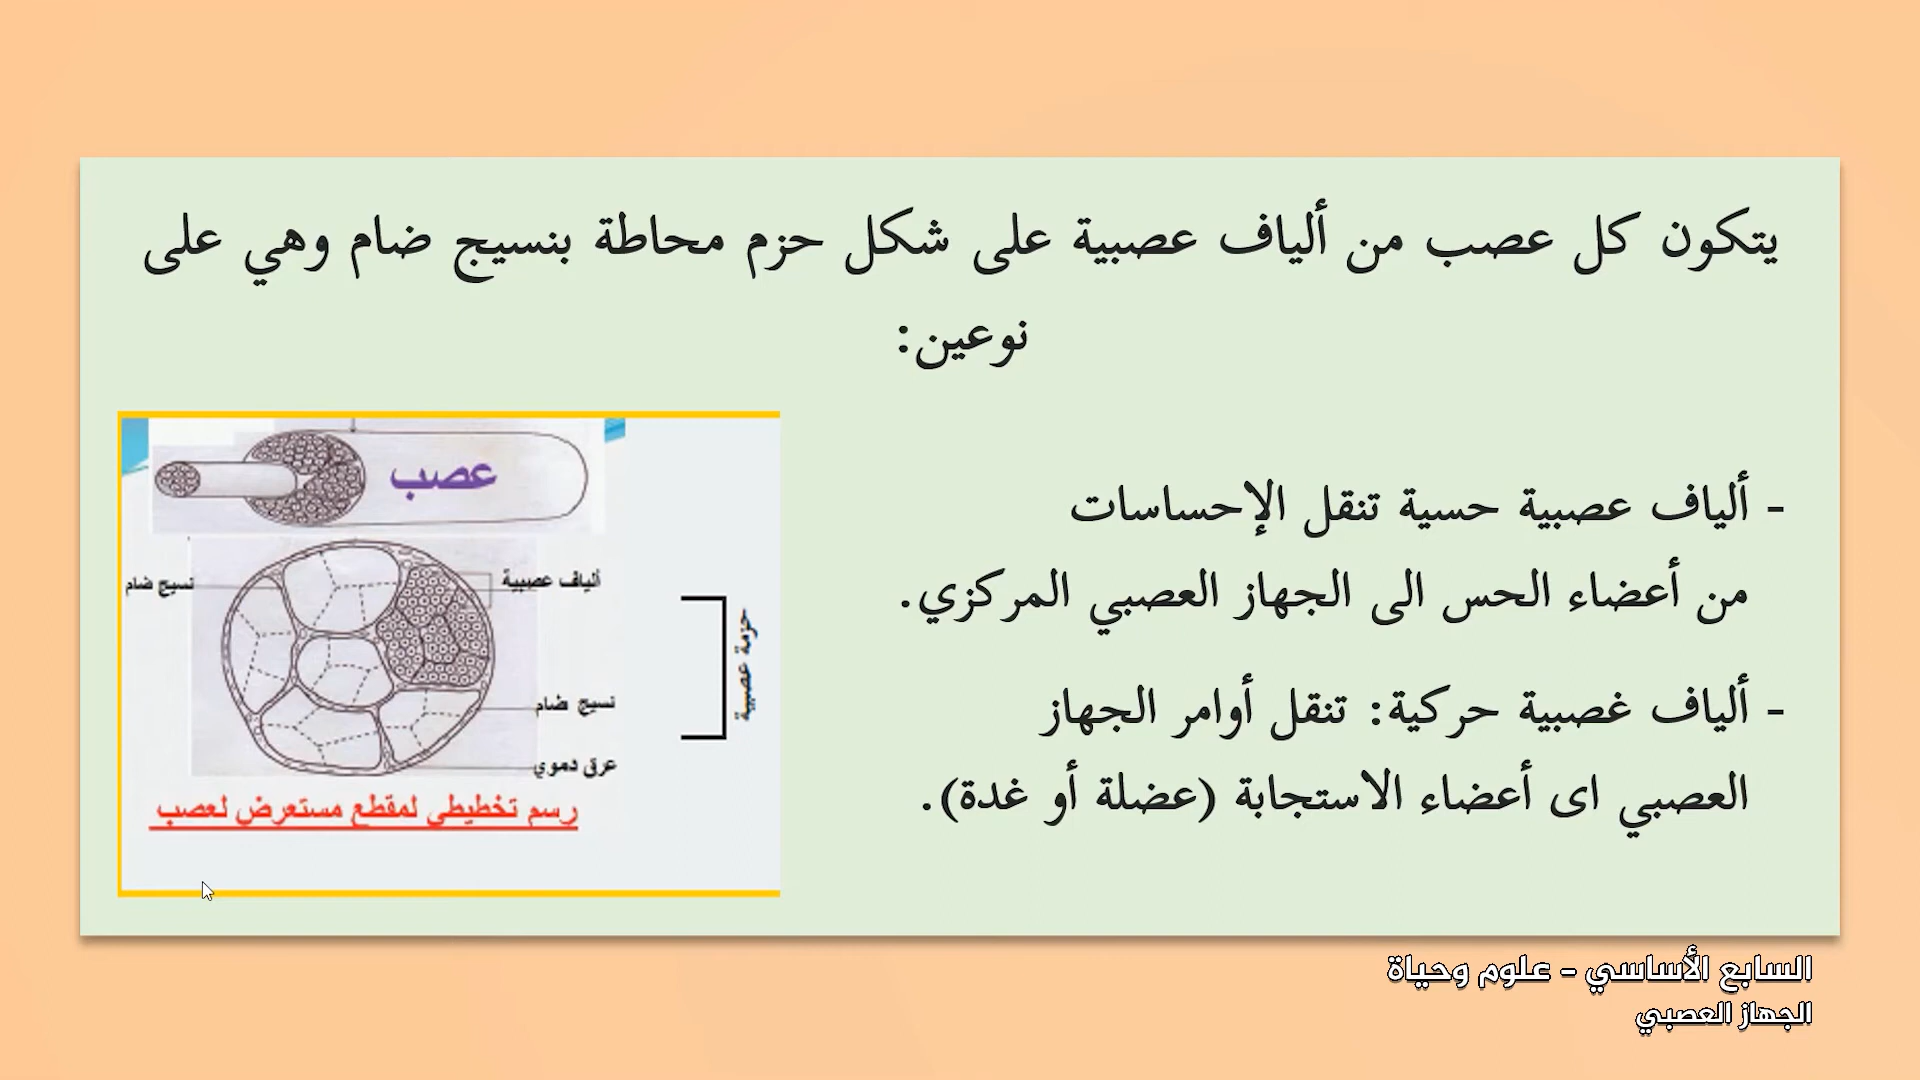 يتكون كل عصب من ألياف عصبية على شكل حزم محاطة بنسيج ضام وهي على
نوعين:
- ألياف عصبية حسية تنقل الإحساسات
من أعضاء الحس الى الجهاز العصبي المركزي.
- ألياف غصبية حركية: تنقل أوامر الجهاز
العصبي اى أعضاء الاستجابة (عضلة أو غدة).
عصب
ألياف عصبيية
نسيج ضام
حزمة عصبية
نسيج ضام
عرق دموي
رسم تخطيطي لمقطع مستعرض لعصب
السابع الأساسي - علوم وحياة
الجهاز العصبي